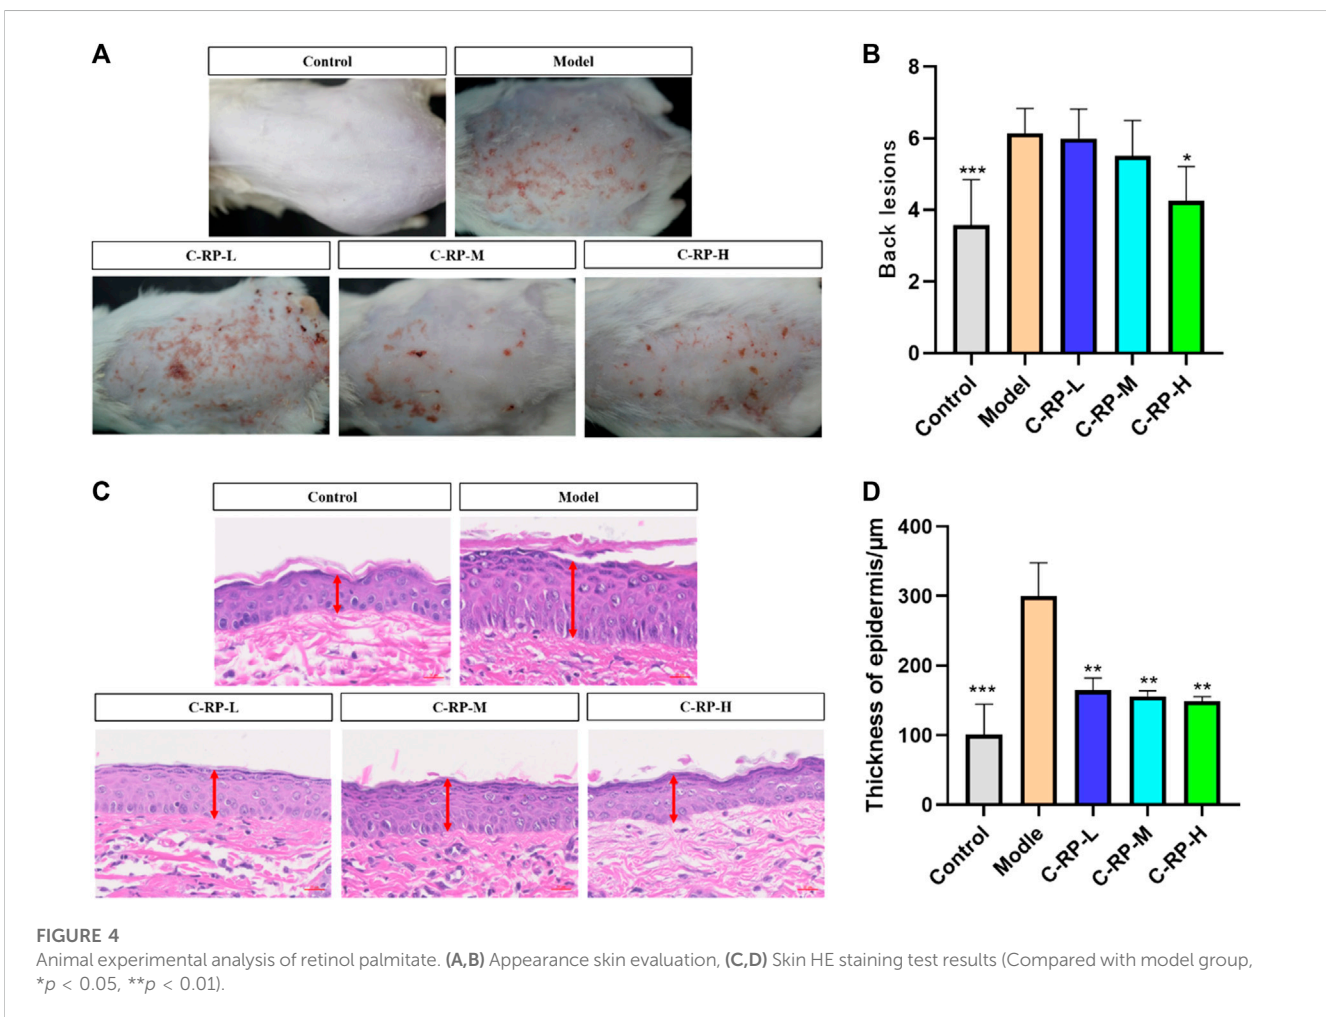 A
Control
Model
C-RP-L
C-RP-M
C-RP-H
B
8
6
4
2
0
Back lesions
***
*
Control
Model
C-RP-L
C-RP-M
C-RP-H
C
Control
Model
C-RP-L
C-RP-M
C-RP-H
D
400
300
200
100
0
Thickness of epidermis/μm
***
**
**
**
Control
Modle
C-RP-L
C-RP-M
C-RP-H
FIGURE 4
Animal experimental analysis of retinol palmitate. (A,B) Appearance skin evaluation, (C,D) Skin HE staining test results (Compared with model group,
*p < 0.05, **p < 0.01).